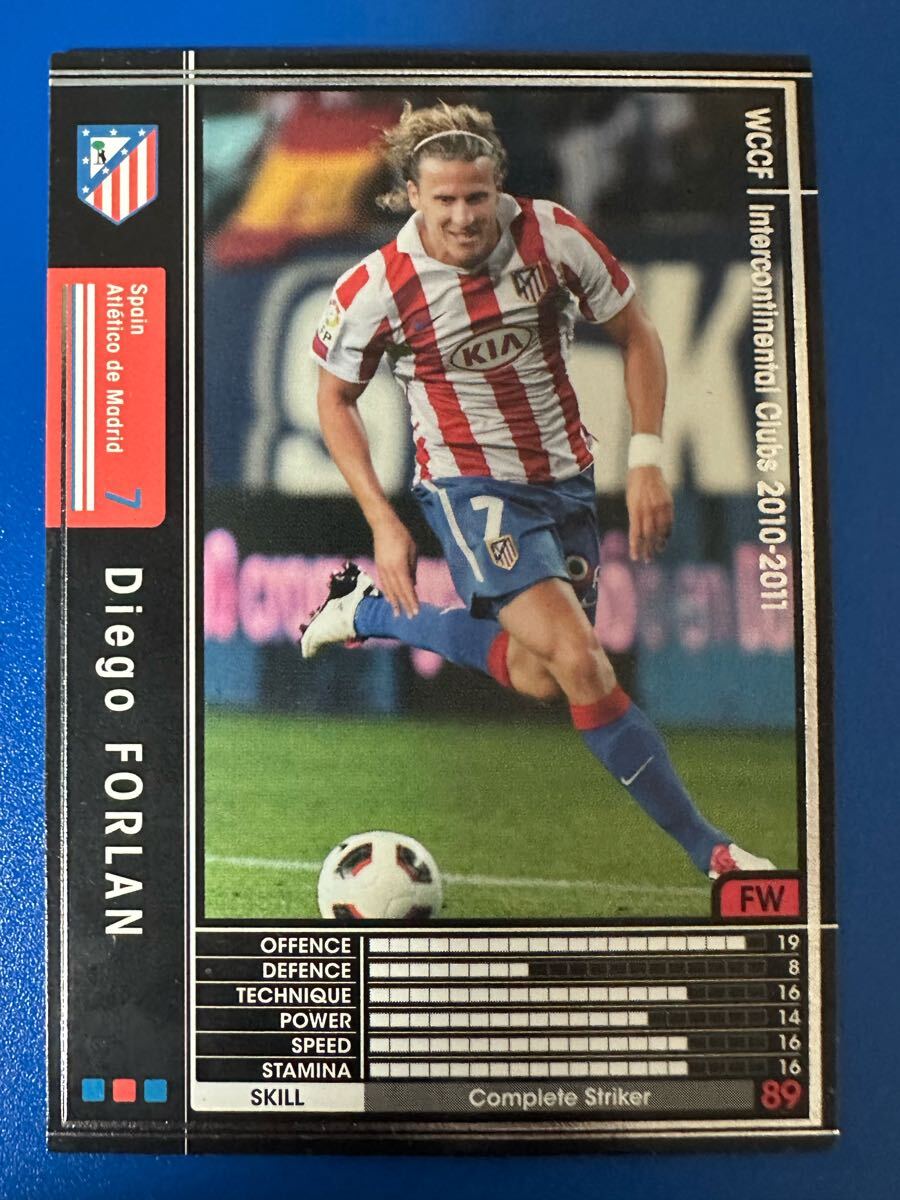 WCCF | Intercontinental Clubs 2010-2011
Spain
Atlético de Madrid
7
Diego FORLAN
KIA
7
FW
OFFENCE 19
DEFENCE 8
TECHNIQUE 16
POWER 14
SPEED 16
STAMINA 16
SKILL Complete Striker 89